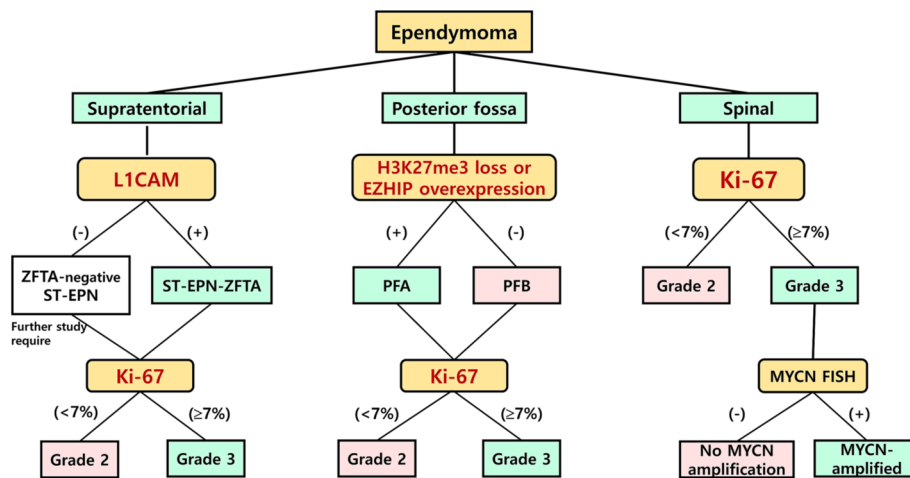 Ependymoma
Supratentorial
Posterior fossa
Spinal
L1CAM
H3K27me3 loss or
EZHIP overexpression
Ki-67
(-)
(+)
(+)
(-)
(<7%)
(≥7%)
ZFTA-negative
ST-EPN
ST-EPN-ZFTA
PFA
PFB
Grade 2
Grade 3
Further study
require
Ki-67
Ki-67
MYCN FISH
(<7%)
(≥7%)
(<7%)
(≥7%)
(-)
(+)
Grade 2
Grade 3
Grade 2
Grade 3
No MYCN
amplification
MYCN-
amplified